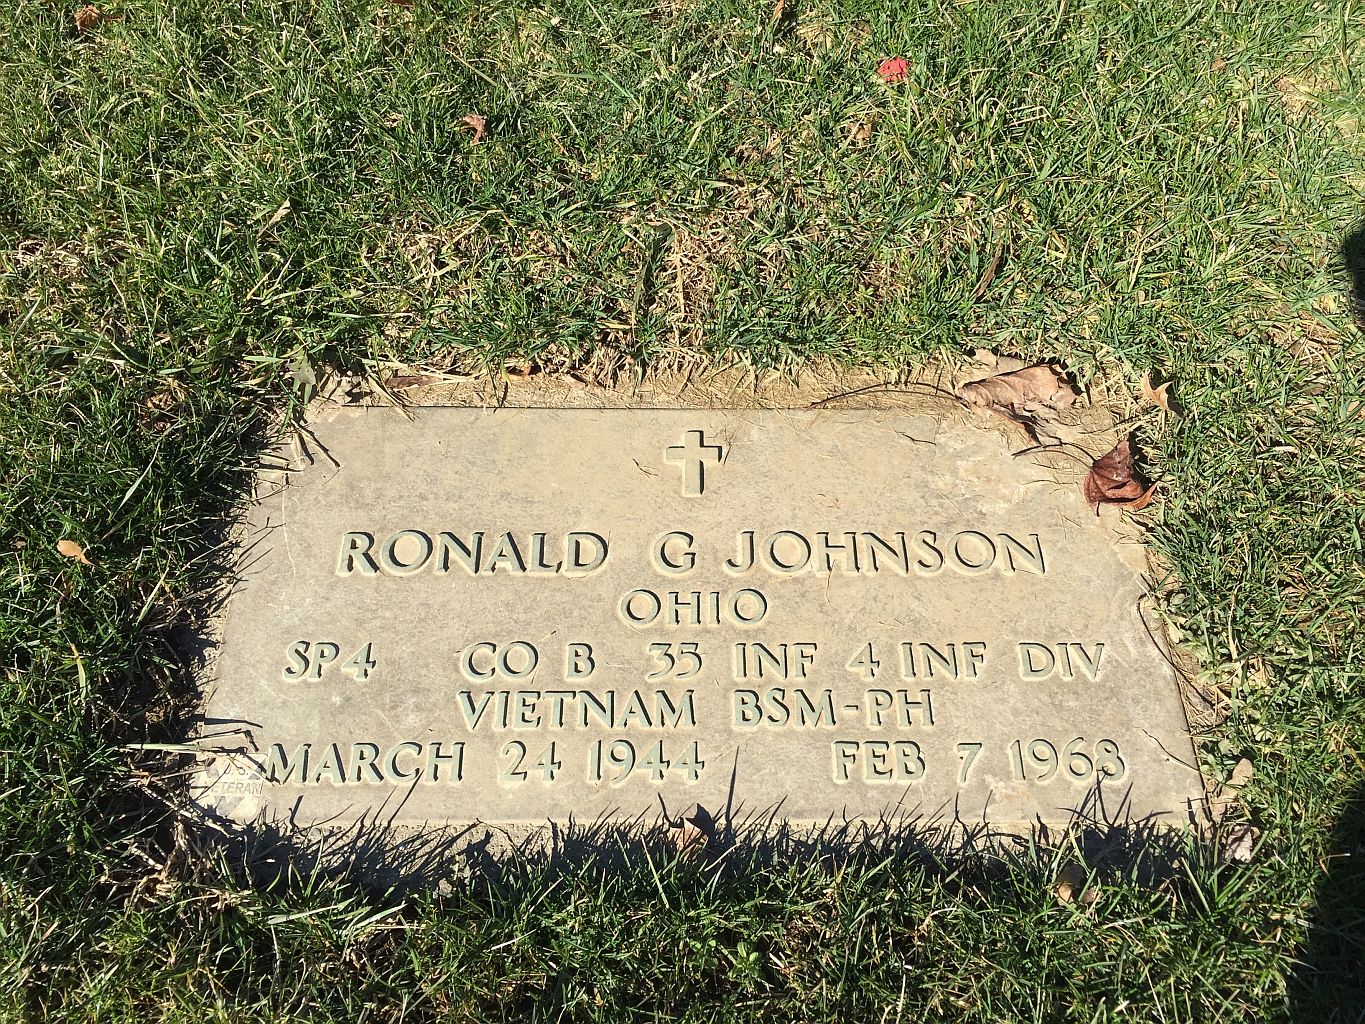 RONALD G JOHNSON
OHIO
SP4 CO B 35 INF 4 INF DIV
VIETNAM BSM-PH
MARCH 24 1944 FEB 7 1968
VETERAN